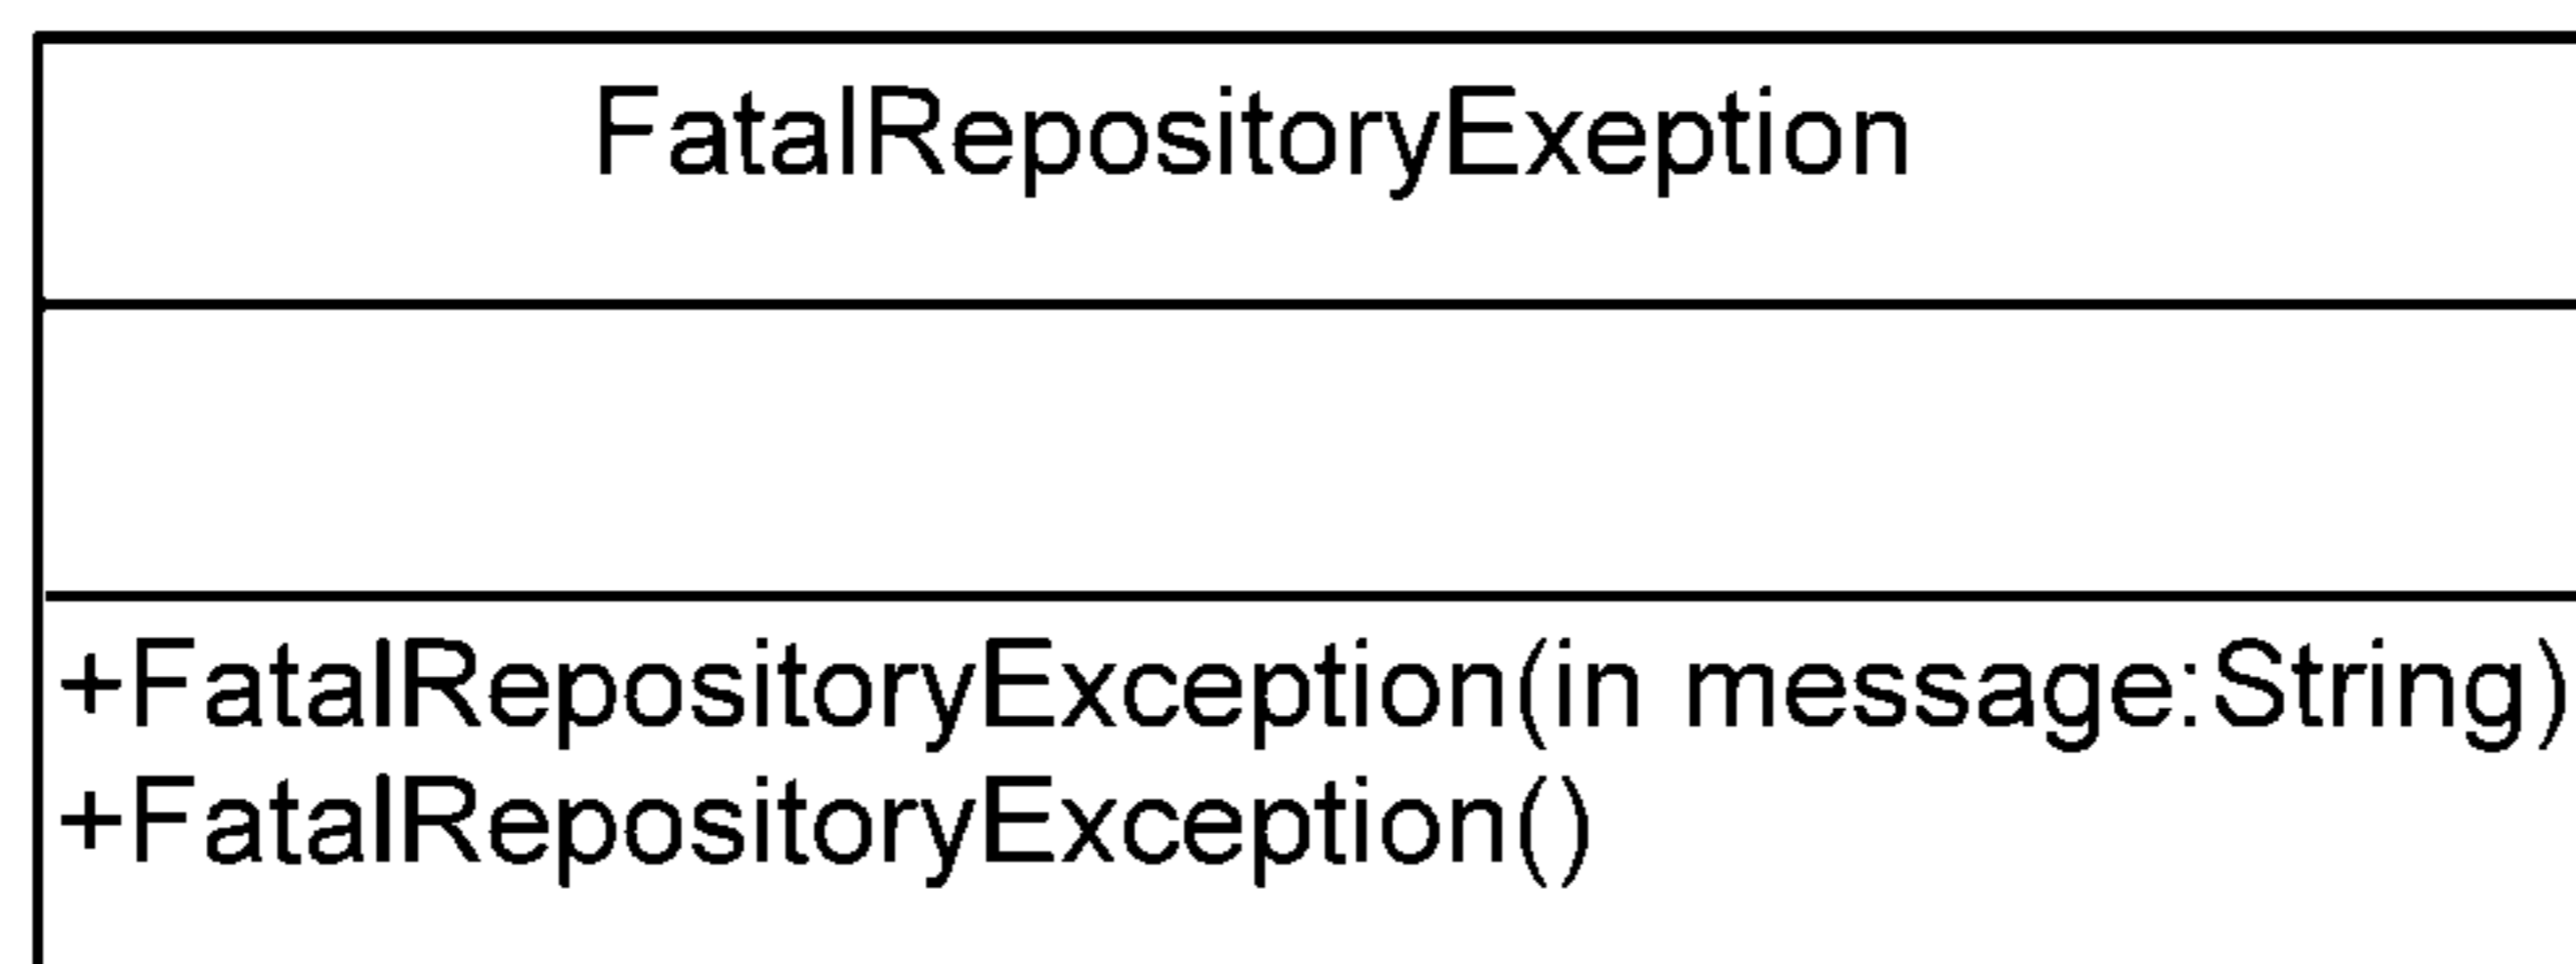 FatalRepositoryExeption
+FatalRepositoryException(in message:String)
+FatalRepositoryException()